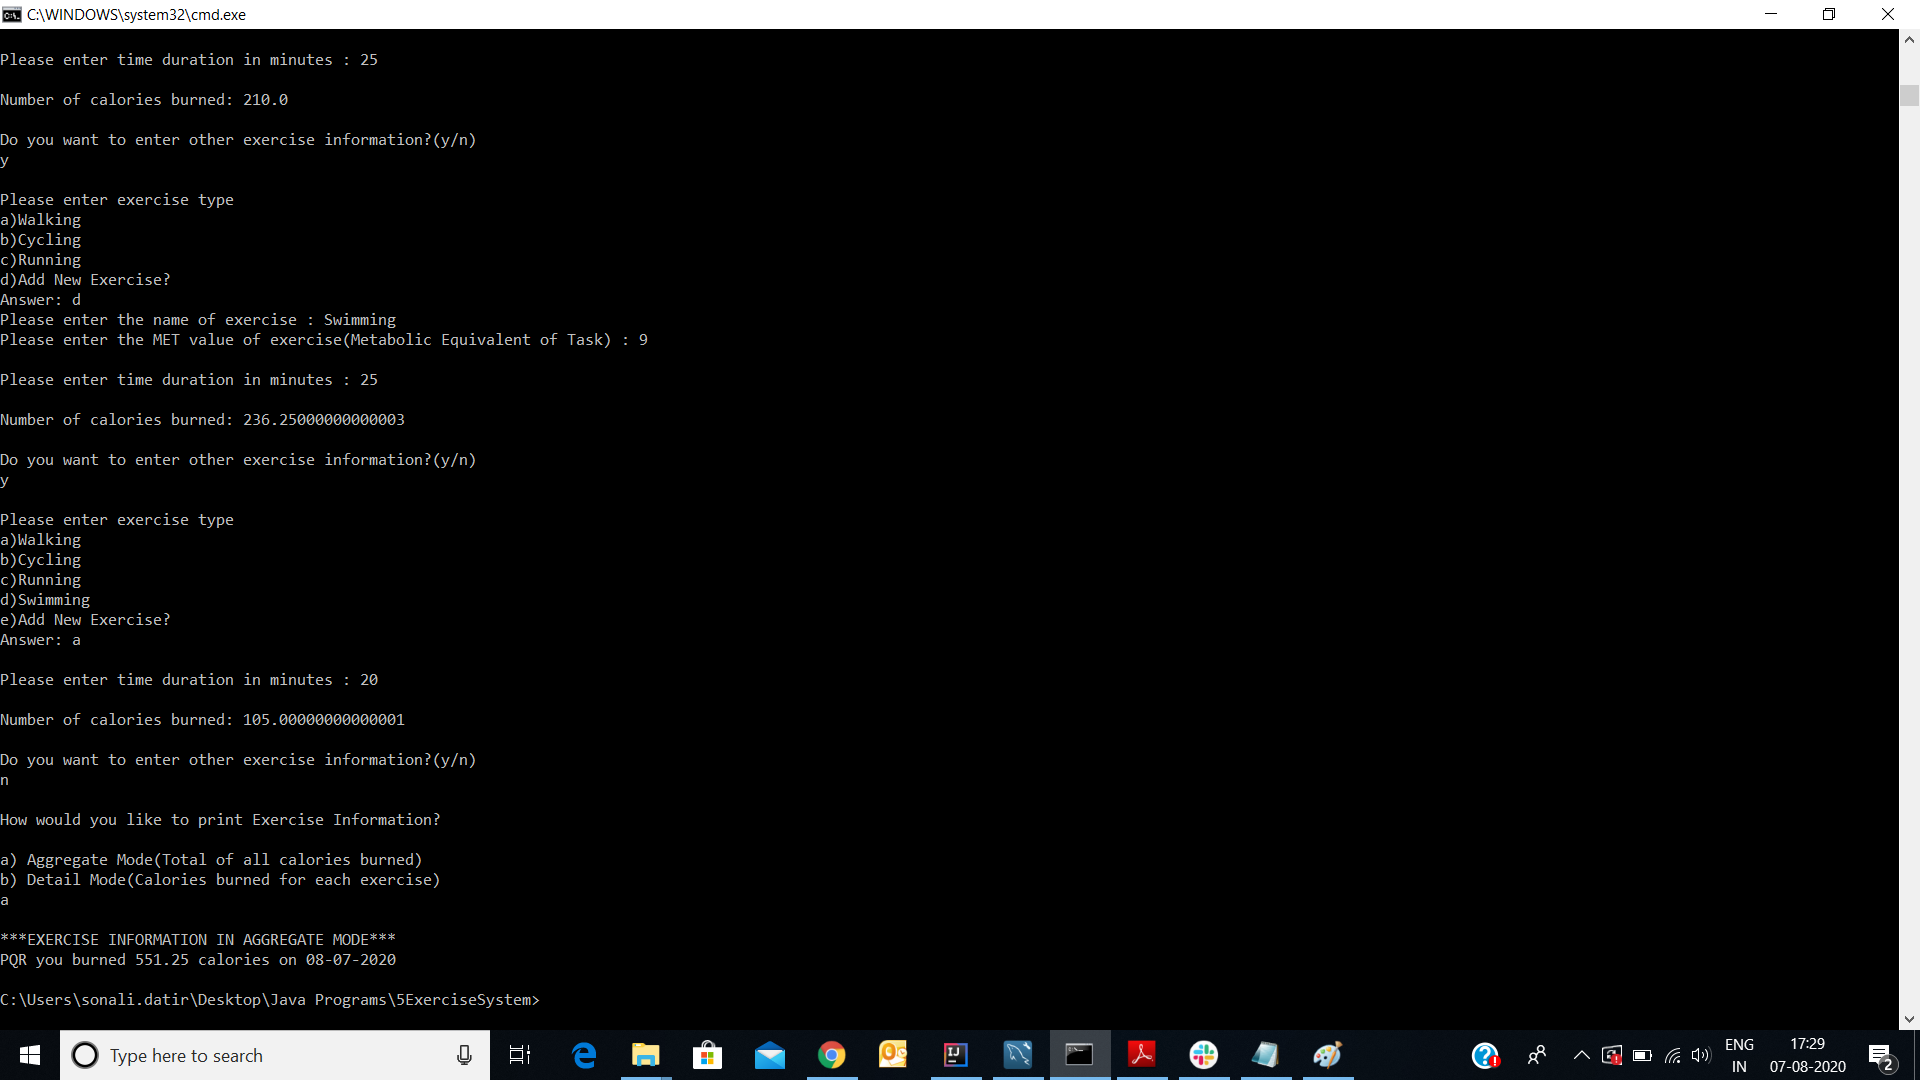 C:\WINDOWS\system32\cmd.exe
Please enter time duration in minutes : 25
Number of calories burned: 210.0
Do you want to enter other exercise information?(y/n)
y
Please enter exercise type
a)Walking
b)Cycling
c)Running
d)Add New Exercise?
Answer: d
Please enter the name of exercise : Swimming
Please enter the MET value of exercise(Metabolic Equivalent of Task) : 9
Please enter time duration in minutes : 25
Number of calories burned: 236.25000000000003
Do you want to enter other exercise information?(y/n)
y
Please enter exercise type
a)Walking
b)Cycling
c)Running
d)Swimming
e)Add New Exercise?
Answer: a
Please enter time duration in minutes : 20
Number of calories burned: 105.00000000000001
Do you want to enter other exercise information?(y/n)
n
How would you like to print Exercise Information?
a) Aggregate Mode(Total of all calories burned)
b) Detail Mode(Calories burned for each exercise)
a
***EXERCISE INFORMATION IN AGGREGATE MODE***
PQR you burned 551.25 calories on 08-07-2020
C:\Users\sonali.datir\Desktop\Java Programs\5ExerciseSystem>
Type here to search
ENG
IN
17:29
07-08-2020
2